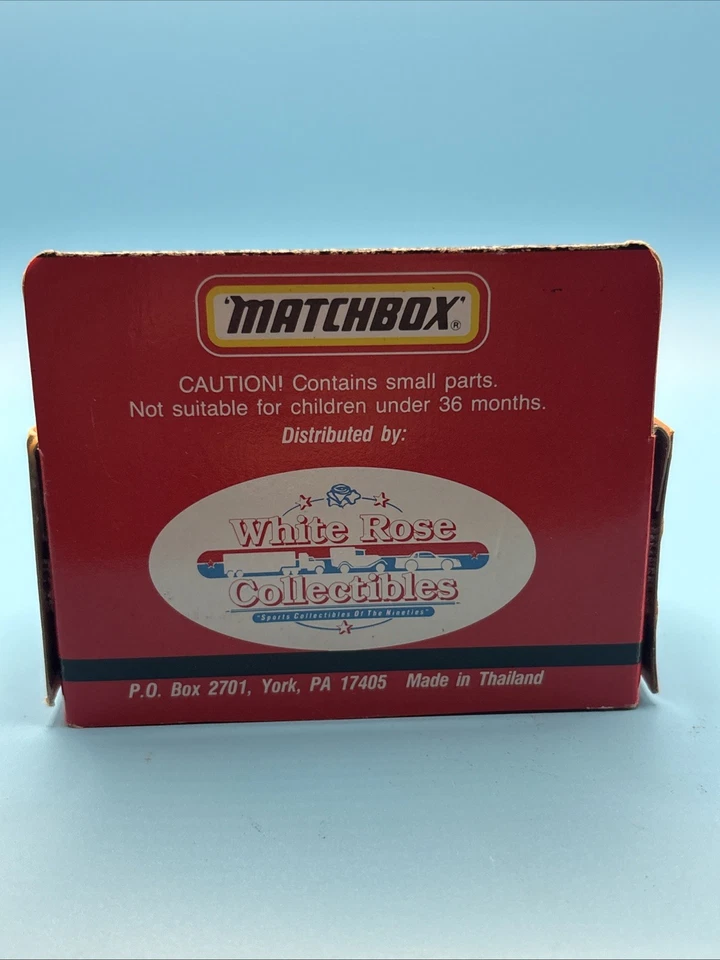 'MATCHBOX'®
CAUTION! Contains small parts.
Not suitable for children under 36 months.
Distributed by:
White Rose
Collectibles
"Sports Collectibles Of The Nineties"
P.O. Box 2701, York, PA 17405 Made in Thailand